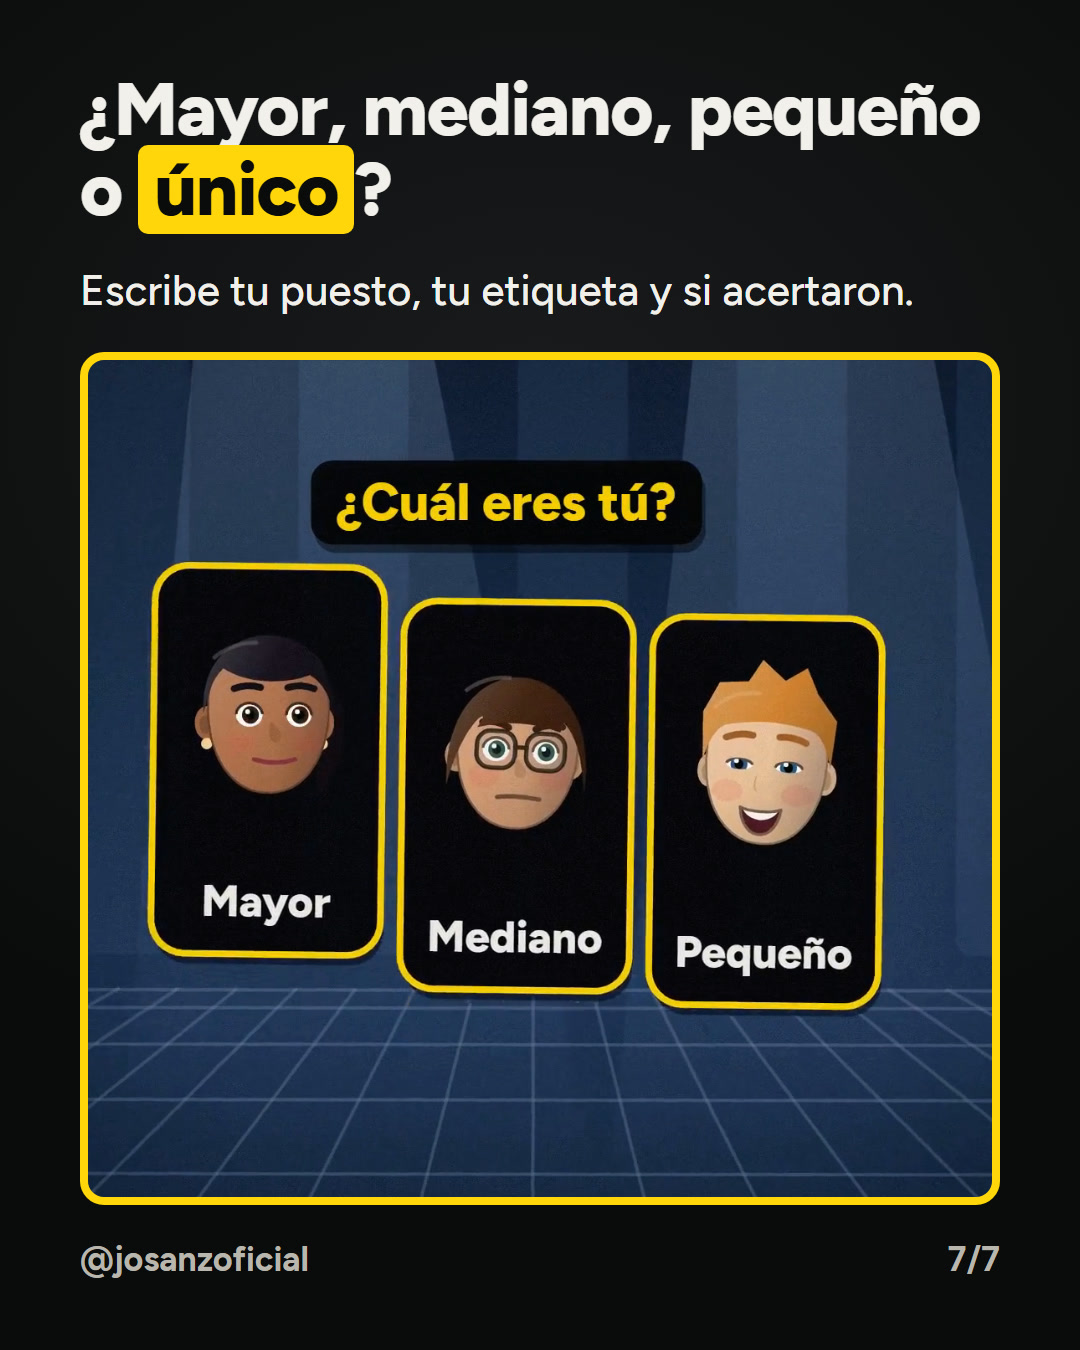 ¿Mayor, mediano, pequeño
o único?
Escribe tu puesto, tu etiqueta y si acertaron.
¿Cuál eres tú?
Mayor
Mediano
Pequeño
@josanzoficial
7/7